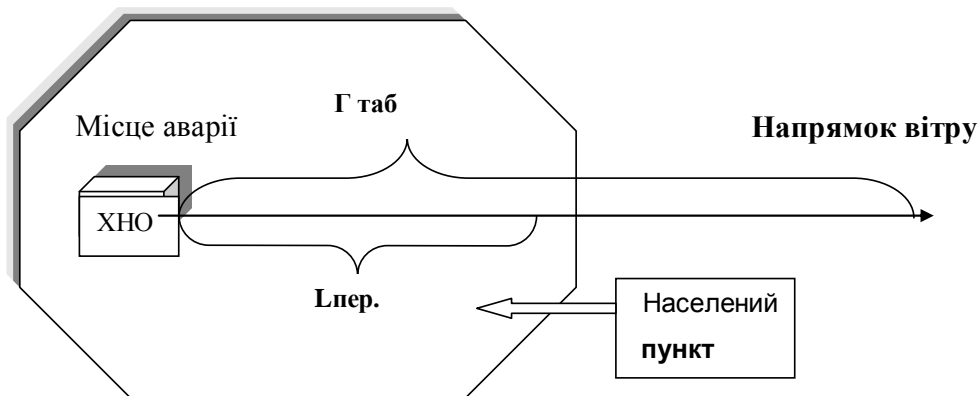 Г таб
Місце аварії
Напрямок вітру
ХНО
Lпер.
Населений
пункт